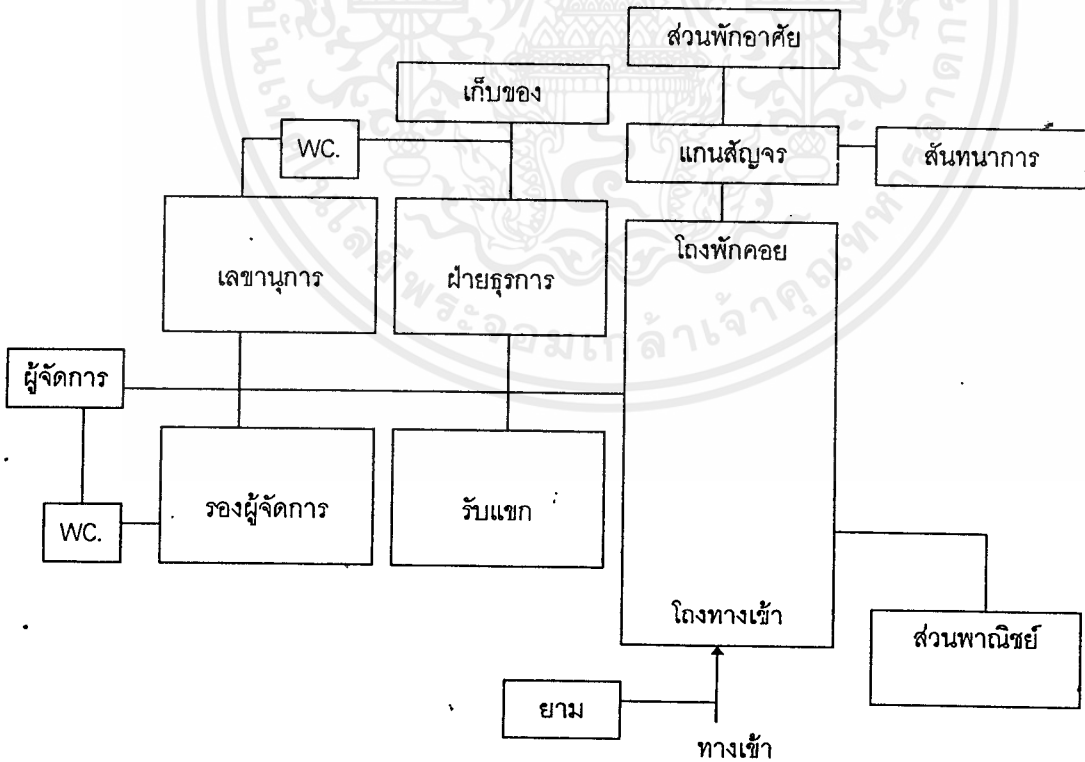 ส่วนพักอาศัย
เก็บของ
WC.
แกนสัญจร
สันทนาการ
เลขานุการ
ฝ่ายธุรการ
โถงพักคอย
ผู้จัดการ
รองผู้จัดการ
รับแขก
WC.
โถงทางเข้า
ส่วนพาณิชย์
ยาม
ทางเข้า